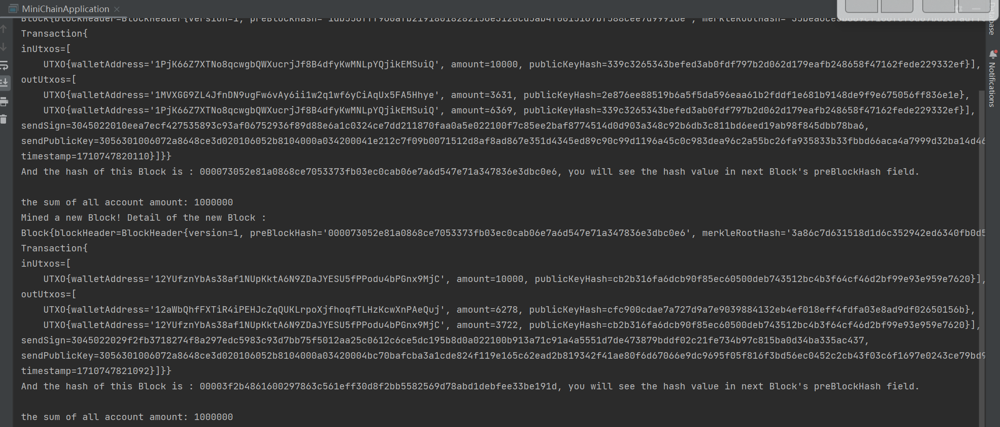 MiniChainApplication
Transaction{
inUtxos=[
UTXO{walletAddress='1PjK66Z7XTNo8qcwgbQWXucrjJf8B4dfyKwMNLpYQjikEMSuiQ', amount=10000, publicKeyHash=339c3265343befed3ab0fdf797b2d062d179eafb248658f47162fede229332ef}],
outUtxos=[
UTXO{walletAddress='1MVXGG9ZL4JfnDN9ugFw6vAy6ii1w2q1wf6yCiAqUx5FA5Hhye', amount=3631, publicKeyHash=2e876ee88519b6a5f5da596eaa61b2fddf1e681b9148de9f9e675056ff836e1e},
UTXO{walletAddress='1PjK66Z7XTNo8qcwgbQWXucrjJf8B4dfyKwMNLpYQjikEMSuiQ', amount=6369, publicKeyHash=339c3265343befed3ab0fdf797b2d062d179eafb248658f47162fede229332ef}],
sendSign=3045022010eea7ecf427535893c93af06752936f89d88e6a1c0324ce7dd211870faa0a5e022100f7c85ee2baf8774514d0d903a348c92b6db3c811bd6eed19ab98f845dbb78ba6,
sendPublicKey=3056301006072a8648ce3d020106052b8104000a034200041e212c7f09b0071512d8af8ad867e351d4345ed89c90c99d1196a45c0c983dea96c2a55bc26fa935833b33fbbd66aca4a7999d32ba14d46
timestamp=1710747820110}]}}
And the hash of this Block is : 000073052e81a0868ce7053373fb03ec0cab06e7a6d547e71a347836e3dbc0e6, you will see the hash value in next Block's preBlockHash field.
the sum of all account amount: 1000000
Mined a new Block! Detail of the new Block :
Block{blockHeader=BlockHeader{version=1, preBlockHash='000073052e81a0868ce7053373fb03ec0cab06e7a6d547e71a347836e3dbc0e6', merkleRootHash='3a86c7d631518d1d6c352942ed6340fb0d5
Transaction{
inUtxos=[
UTXO{walletAddress='12YUfznYbAs38af1NUpKktA6N9ZDaJYESU5fPPodu4bPGnx9MjC', amount=10000, publicKeyHash=cb2b316fa6dcb90f85ec60500deb743512bc4b3f64cf46d2bf99e93e959e7620}],
outUtxos=[
UTXO{walletAddress='12aWbQhfFXTiR4iPEHJcZqQUKLrpoXjfhoqfTLHzKcwXnPAeQuj', amount=6278, publicKeyHash=cfc900cdae7a727d9a7e9039884132eb4ef018eff4fdfa03e8ad9df02650156b},
UTXO{walletAddress='12YUfznYbAs38af1NUpKktA6N9ZDaJYESU5fPPodu4bPGnx9MjC', amount=3722, publicKeyHash=cb2b316fa6dcb90f85ec60500deb743512bc4b3f64cf46d2bf99e93e959e7620}],
sendSign=3045022029f2fb3718274f8a297edc5983c93d7bb75f5012aa25c0612c6ce5dc195b8d0a022100b913a71c91a4a5551d7de473879bddf02c21fe734b97c815ba0d34ba335ac437,
sendPublicKey=3056301006072a8648ce3d020106052b8104000a03420004bc70bafcba3a1cde824f119e165c62ead2b819342f41ae80f6d67066e9dc9695f05f816f3bd56ec0452c2cb43f03c6f1697e0243ce79bd9
timestamp=1710747821092}]}}
And the hash of this Block is : 00003f2b4861600297863c561eff30d8f2bb5582569d78abd1debfee33be191d, you will see the hash value in next Block's preBlockHash field.
the sum of all account amount: 1000000
Database
Notifications